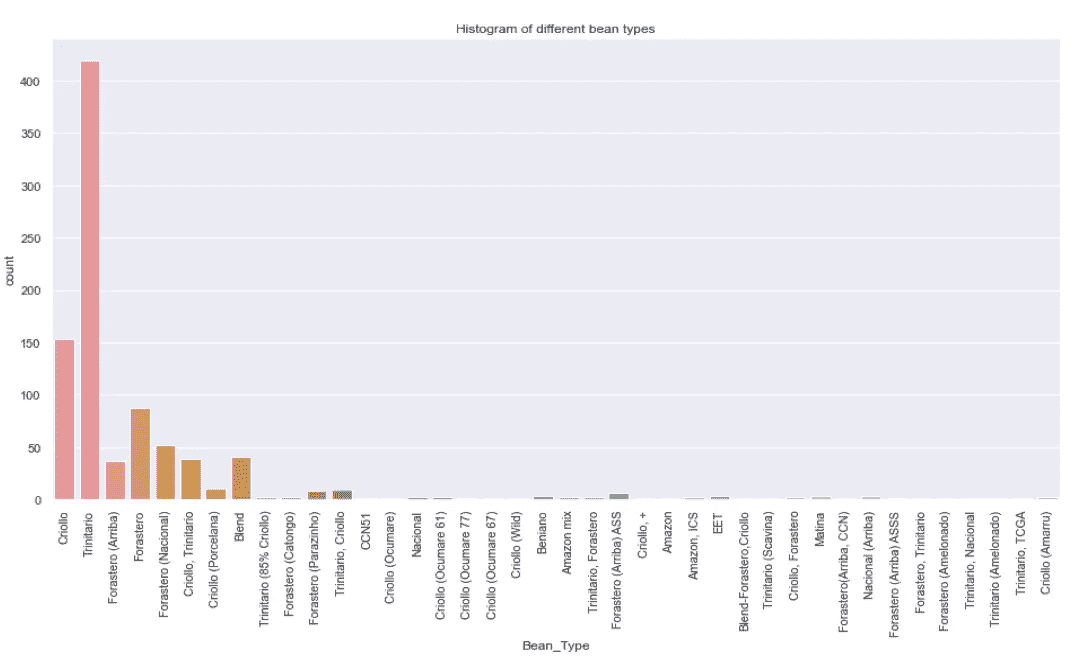 Histogram of different bean types
400
350
300
250
200
150
100
50
0
count
Criollo
Trinitario
Forastero (Arriba)
Forastero
Forastero (Nacional)
Criollo, Trinitario
Criollo (Porcelana)
Blend
Trinitario (85% Criollo)
Forastero (Catongo)
Forastero (Parazinho)
Trinitario, Criollo
CCN51
Criollo (Ocumare)
Nacional
Criollo (Ocumare 61)
Criollo (Ocumare 77)
Criollo (Ocumare 67)
Criollo (Wild)
Beniano
Amazon mix
Trinitario, Forastero
Forastero (Arriba) ASS
Criollo, +
Amazon
Amazon, ICS
EET
Blend-Forastero,Criollo
Trinitario (Scavina)
Criollo, Forastero
Matina
Forastero(Arriba, CCN)
Nacional (Arriba)
Forastero (Arriba) ASSS
Forastero, Trinitario
Forastero (Amelonado)
Trinitario, Nacional
Trinitario (Amelonado)
Trinitario, TCGA
Criollo (Amarru)
Bean_Type